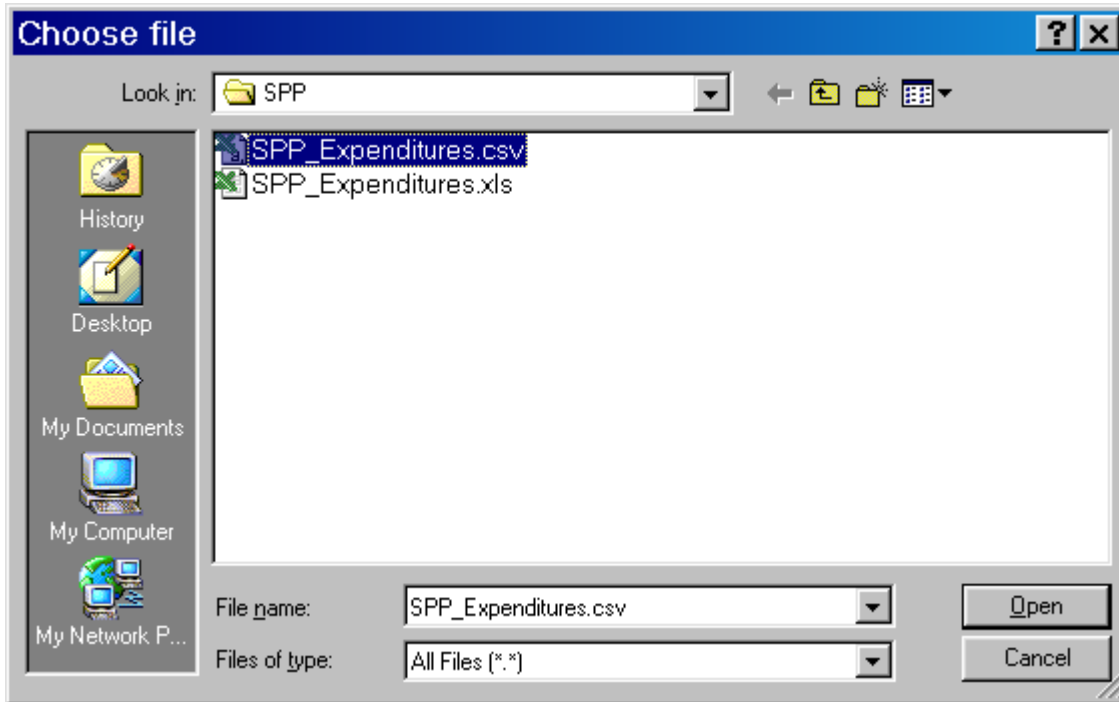 Choose file
Look in: SPP
SPP_Expenditures.csv
SPP_Expenditures.xls
History
Desktop
My Documents
My Computer
My Network P...
File name: SPP_Expenditures.csv Open
Files of type: All Files (*.*) Cancel